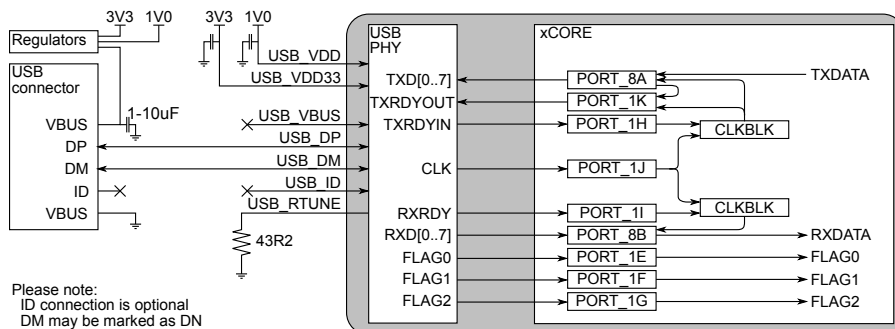 3V3 1V0
Regulators
USB
connector
VBUS
1-10uF
DP
DM
ID
VBUS
Please note:
ID connection is optional
DM may be marked as DN
3V3 1V0
USB_VDD
USB_VDD33
USB_VBUS
USB_DP
USB_DM
USB_ID
USB_RTUNE
43R2
USB
PHY
TXD[0..7]
TXRDYOUT
TXRDYIN
CLK
RXRDY
RXD[0..7]
FLAG0
FLAG1
FLAG2
xCORE
PORT_8A
PORT_1K
PORT_1H
PORT_1J
PORT_1I
PORT_8B
PORT_1E
PORT_1F
PORT_1G
CLKBLK
CLKBLK
TXDATA
RXDATA
FLAG0
FLAG1
FLAG2